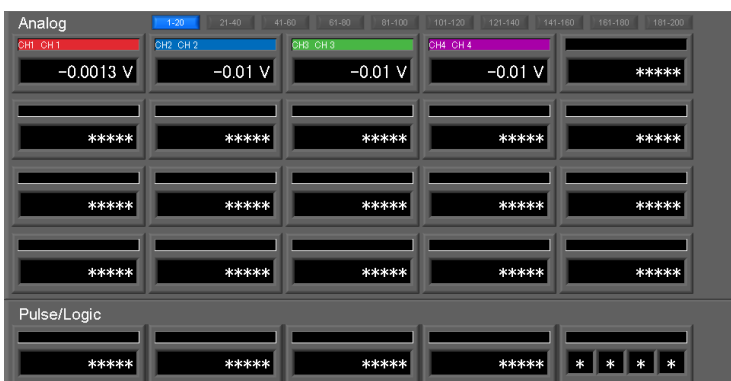 Analog 1-20 21-40 41-60 61-80 81-100 101-120 121-140 141-160 161-180 181-200
CH1 CH 1 CH2 CH 2 CH3 CH 3 CH4 CH 4
-0.0013 V -0.01 V -0.01 V -0.01 V *****
***** ***** ***** ***** *****
***** ***** ***** ***** *****
***** ***** ***** ***** *****
Pulse/Logic
***** ***** ***** ***** * * * *